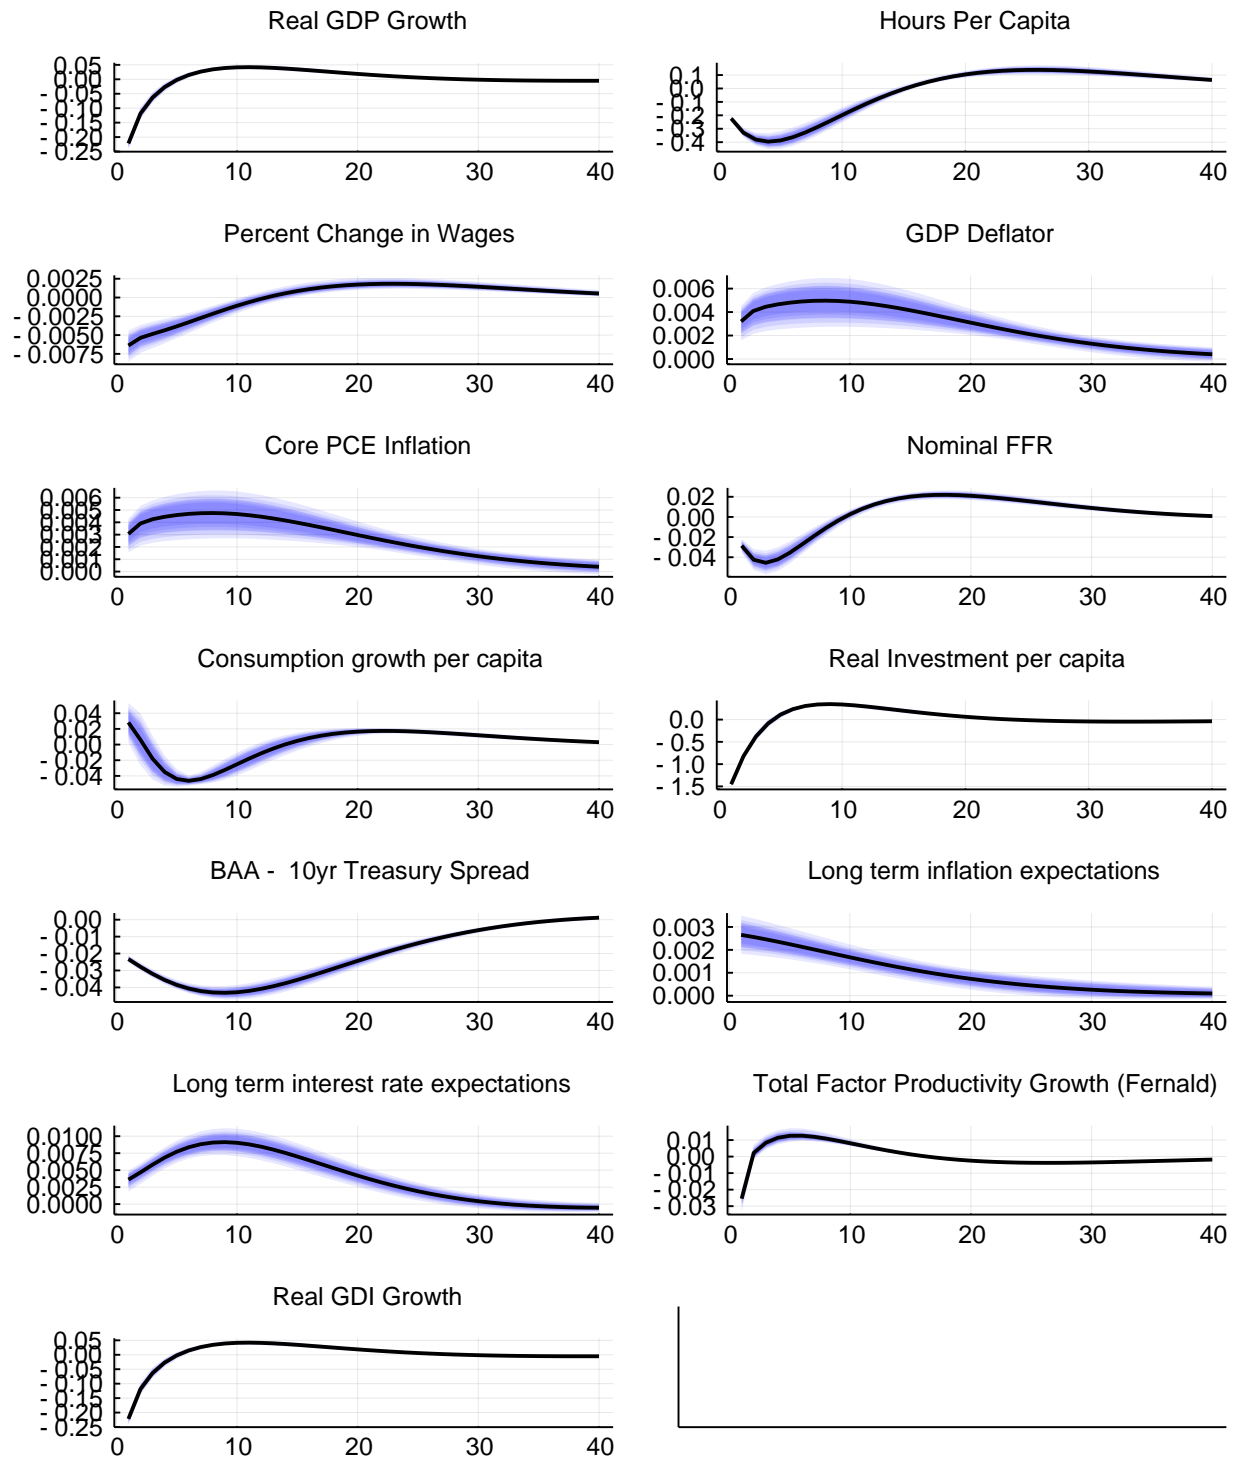 Real GDP Growth
0.05
0.00
- 0.05
- 0.10
- 0.15
- 0.20
- 0.25
0 10 20 30 40
Hours Per Capita
0.1
0.0
- 0.1
- 0.2
- 0.3
- 0.4
0 10 20 30 40
Percent Change in Wages
0.0025
0.0000
- 0.0025
- 0.0050
- 0.0075
0 10 20 30 40
GDP Deflator
0.006
0.004
0.002
0.000
0 10 20 30 40
Core PCE Inflation
0.006
0.005
0.004
0.003
0.002
0.001
0.000
0 10 20 30 40
Nominal FFR
0.02
0.00
- 0.02
- 0.04
0 10 20 30 40
Consumption growth per capita
0.04
0.02
0.00
- 0.02
- 0.04
0 10 20 30 40
Real Investment per capita
0.0
- 0.5
- 1.0
- 1.5
0 10 20 30 40
BAA - 10yr Treasury Spread
0.00
- 0.01
- 0.02
- 0.03
- 0.04
0 10 20 30 40
Long term inflation expectations
0.003
0.002
0.001
0.000
0 10 20 30 40
Long term interest rate expectations
0.0100
0.0075
0.0050
0.0025
0.0000
0 10 20 30 40
Total Factor Productivity Growth (Fernald)
0.01
0.00
- 0.01
- 0.02
- 0.03
0 10 20 30 40
Real GDI Growth
0.05
0.00
- 0.05
- 0.10
- 0.15
- 0.20
- 0.25
0 10 20 30 40